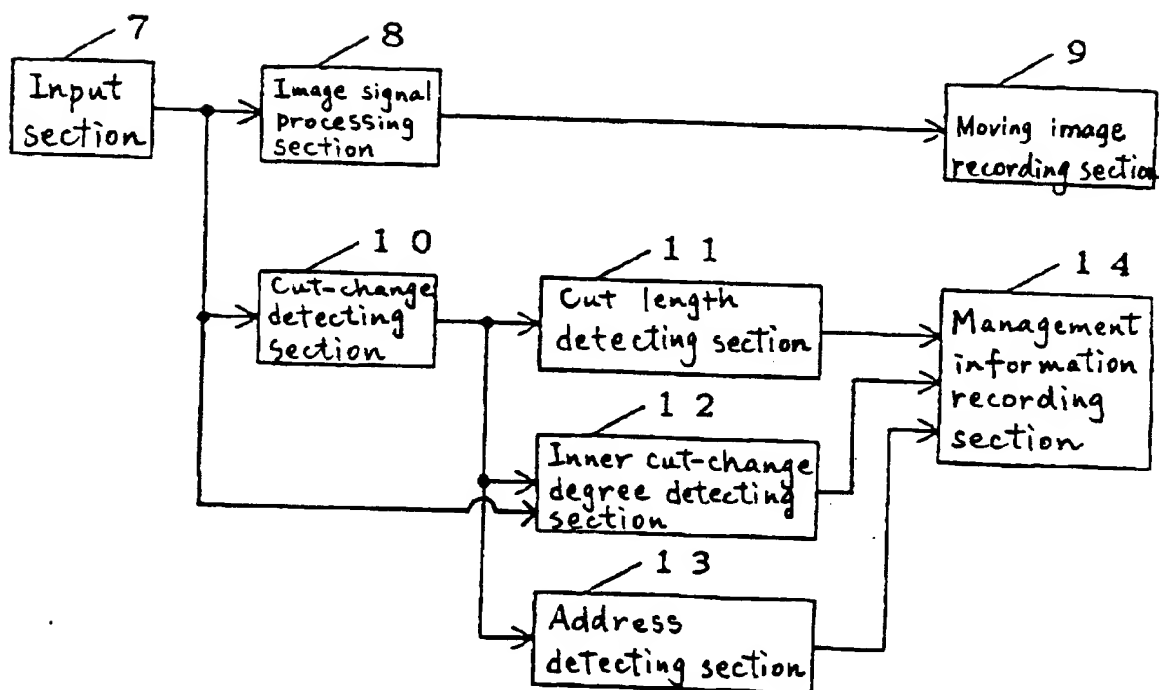 7
Input
section
8
Image signal
processing
section
9
Moving image
recording section
1 0
Cut-change
detecting
section
1 1
Cut length
detecting section
1 2
Inner cut-change
degree detecting
section
1 3
Address
detecting section
1 4
Management
information
recording
section